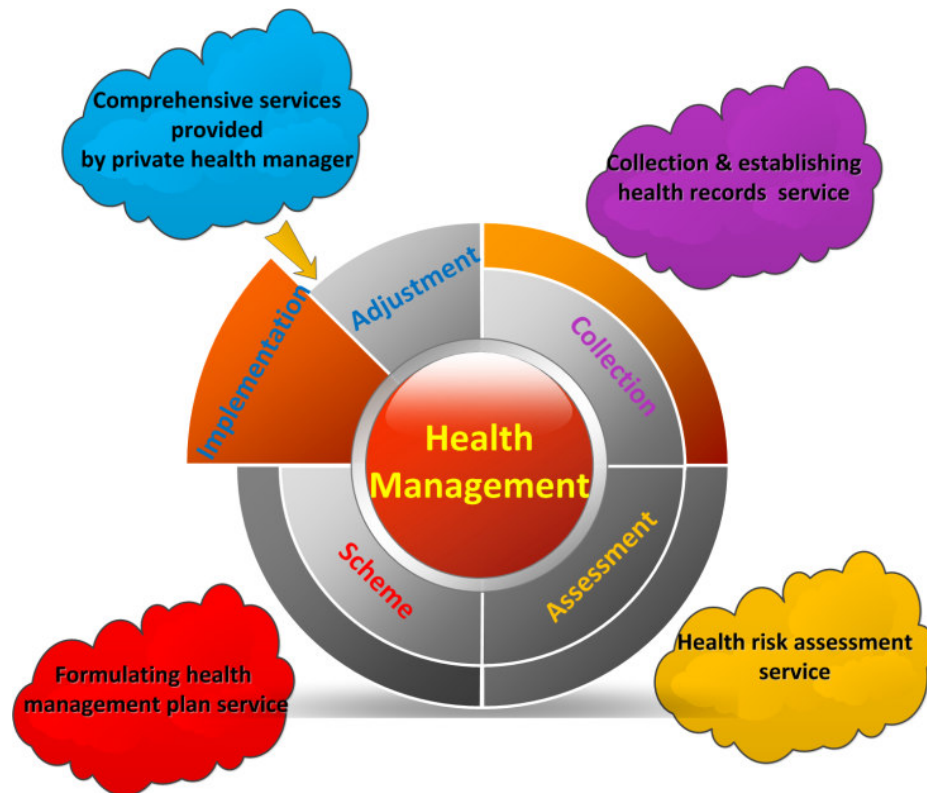 Comprehensive services
provided
by private health manager
Collection & establishing
health records service
Adjustment
Implementation
Collection
Health
Management
Scheme
Assessment
Formulating health
management plan service
Health risk assessment
service